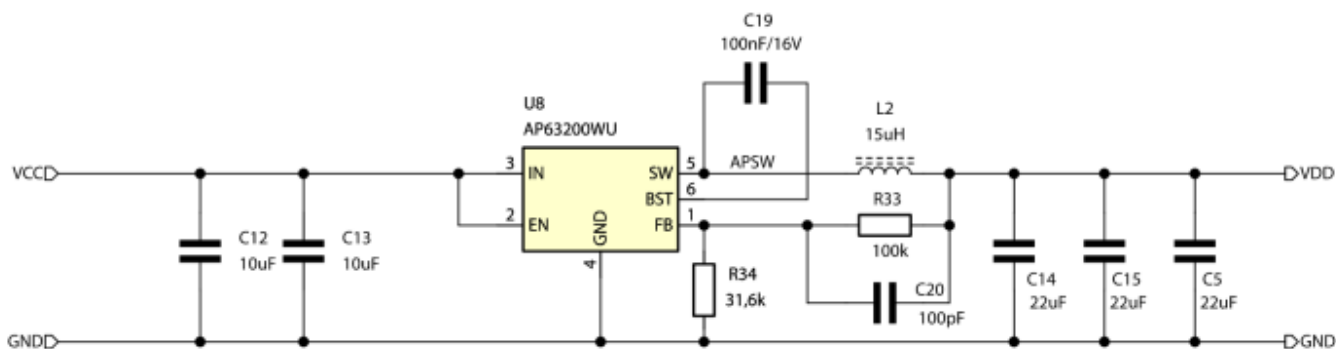 C19
100nF/16V
U8
AP63200WU
L2
15uH
VCC
3
IN
SW
5
APSW
VDD
BST
6
R33
2
EN
GND
FB
1
100k
4
C12
10uF
C13
10uF
R34
31,6k
C20
100pF
C14
22uF
C15
22uF
C5
22uF
GND
GND